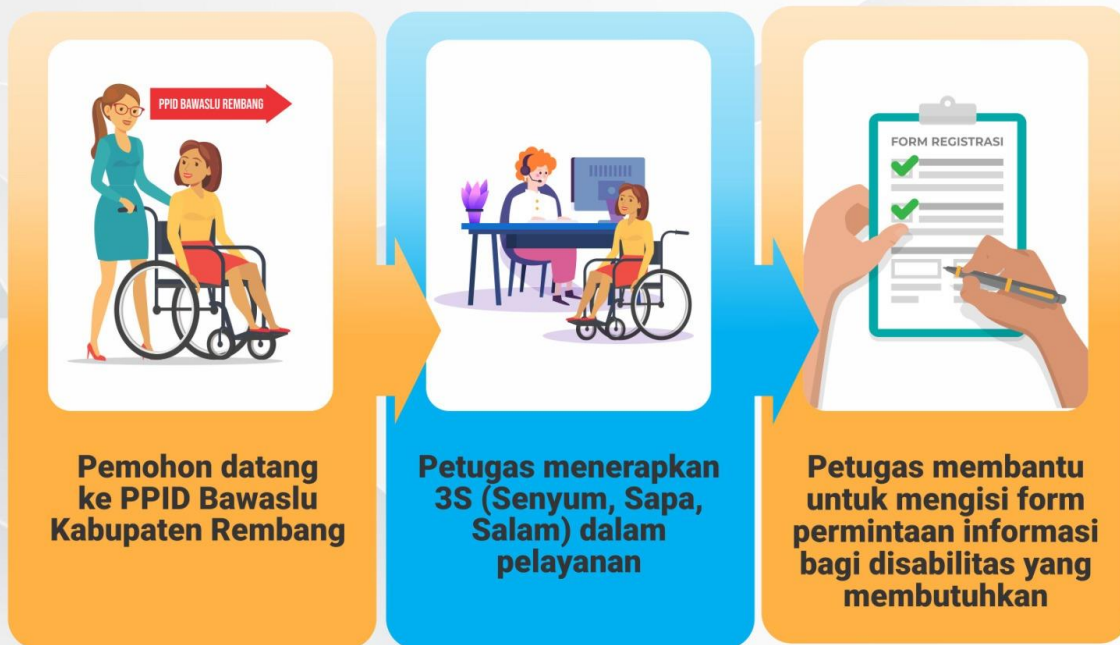 PPID BAWASLU REMBANG
Pemohon datang
ke PPID Bawaslu
Kabupaten Rembang
Petugas menerapkan
3S (Senyum, Sapa,
Salam) dalam
pelayanan
FORM REGISTRASI
Petugas membantu
untuk mengisi form
permintaan informasi
bagi disabilitas yang
membutuhkan